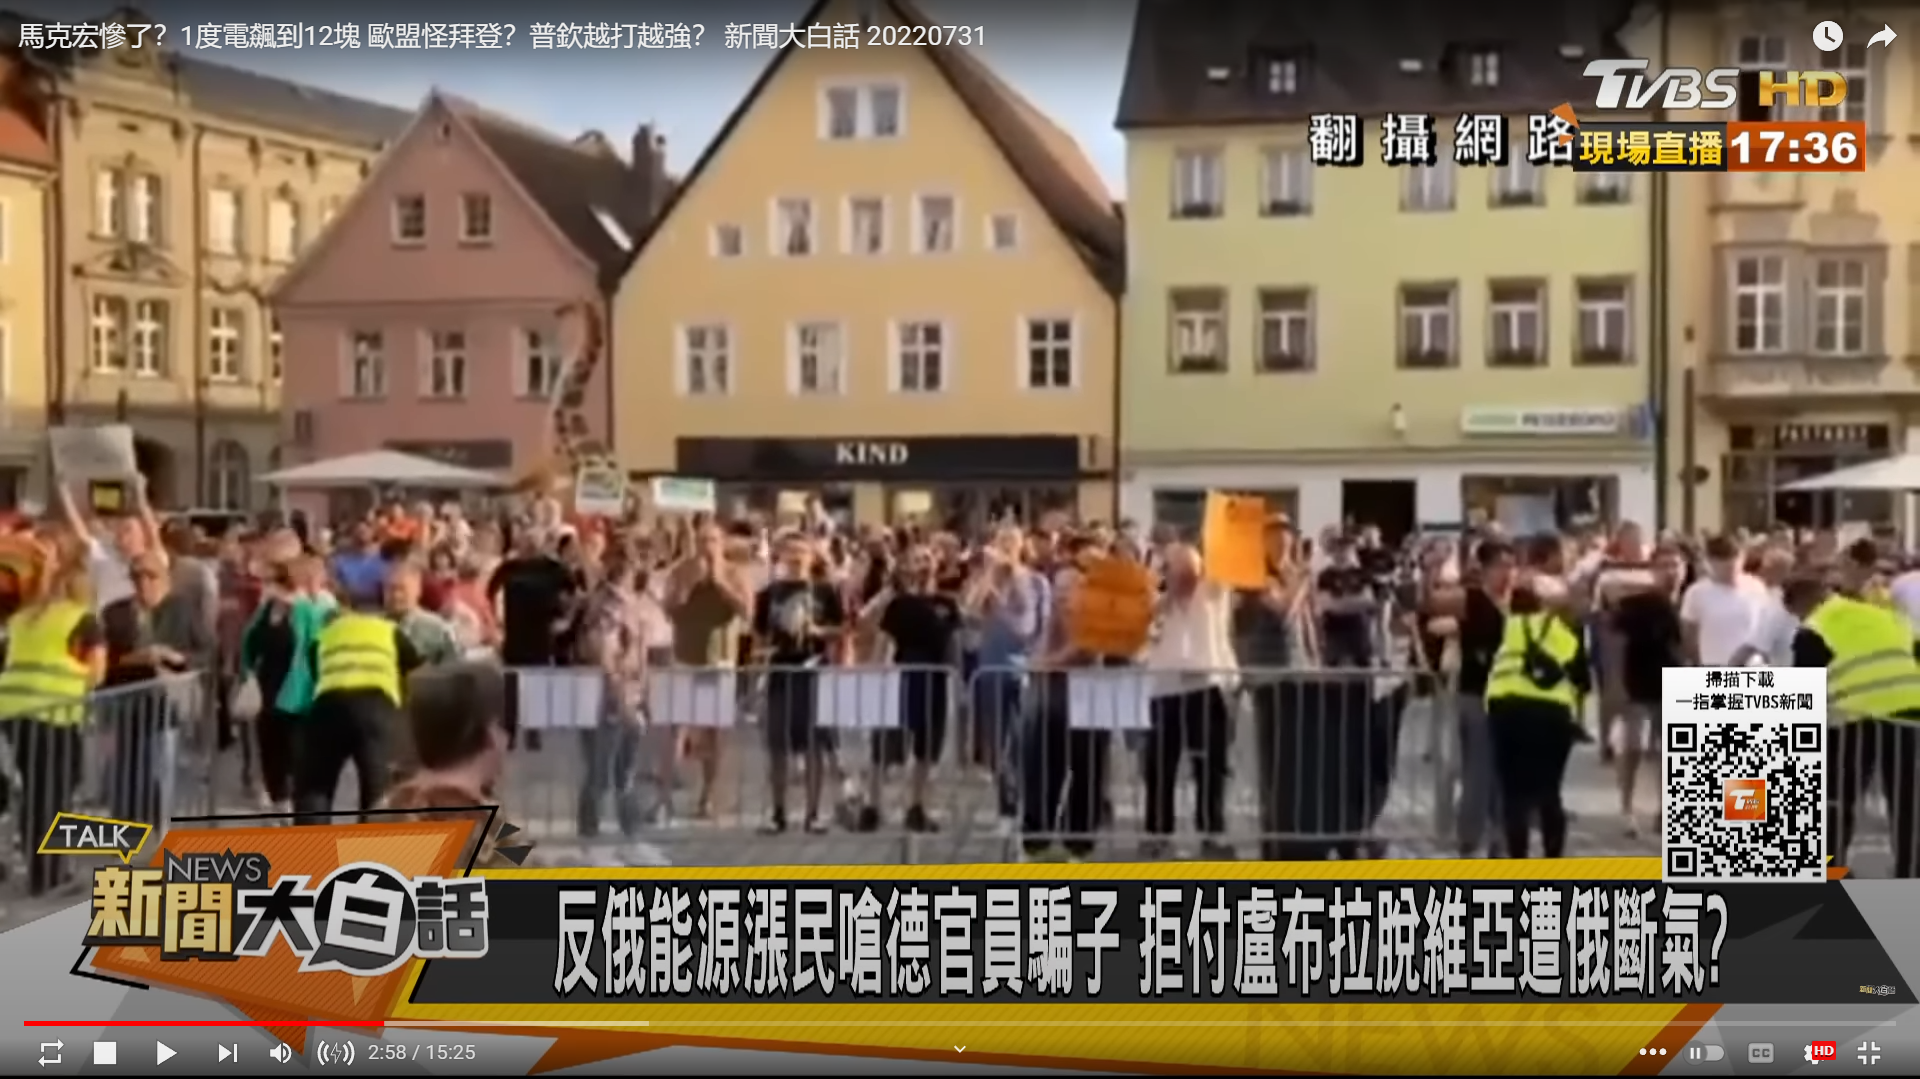 馬克宏慘了? 1度電飆到12塊 歐盟怪拜登? 普欽越打越強? 新聞大白話 20220731
TVBS HD
翻攝網路
現場直播 17:36
KIND
掃描下載
一指掌握TVBS新聞
TALK
NEWS
新聞大白話
反俄能源漲民嗆德官員騙子 拒付盧布拉脫維亞遭俄斷氣?
NEWS
2:58 / 15:25
CC
HD